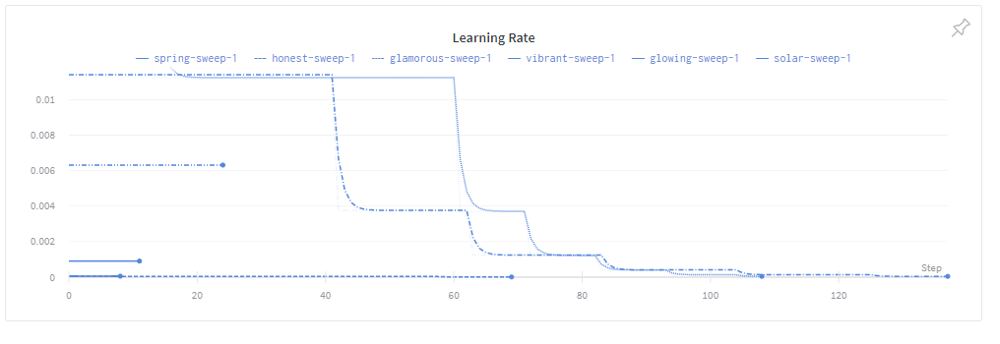 Learning Rate
spring-sweep-1 honest-sweep-1 glamorous-sweep-1 vibrant-sweep-1 glowing-sweep-1 solar-sweep-1
0.01
0.008
0.006
0.004
0.002
0
Step
0 20 40 60 80 100 120